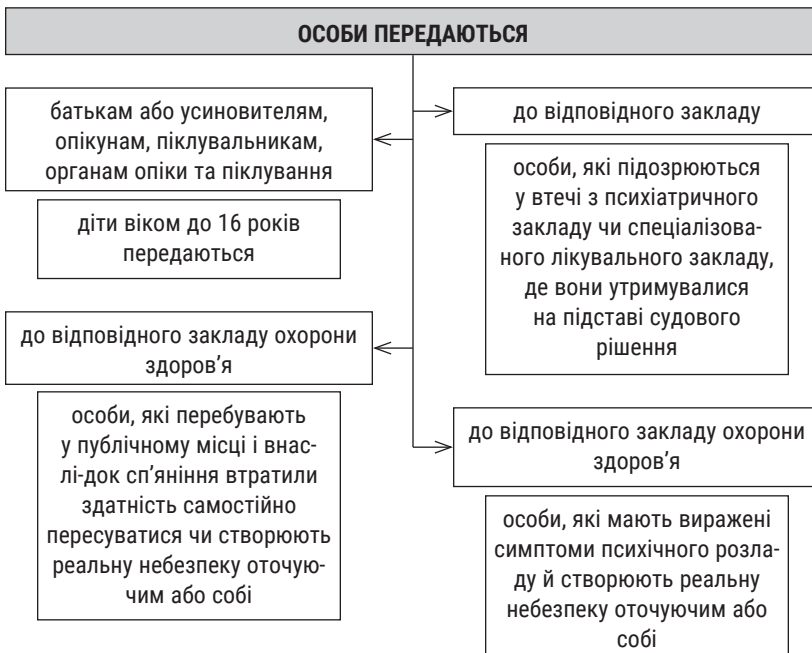 ОСОБИ ПЕРЕДАЮТЬСЯ
батькам або усиновителям,
опікунам, піклувальникам,
органам опіки та піклування
діти віком до 16 років
передаються
до відповідного закладу
особи, які підозрюються
у втечі з психіатричного
закладу чи спеціалізова-
ного лікувального закладу,
де вони утримувалися
на підставі судового
рішення
до відповідного закладу охорони
здоров’я
особи, які перебувають
у публічному місці і внас-
лі-док сп’яніння втратили
здатність самостійно
пересуватися чи створюють
реальну небезпеку оточую-
чим або собі
до відповідного закладу охорони
здоров’я
особи, які мають виражені
симптоми психічного розла-
ду й створюють реальну
небезпеку оточуючим або
собі